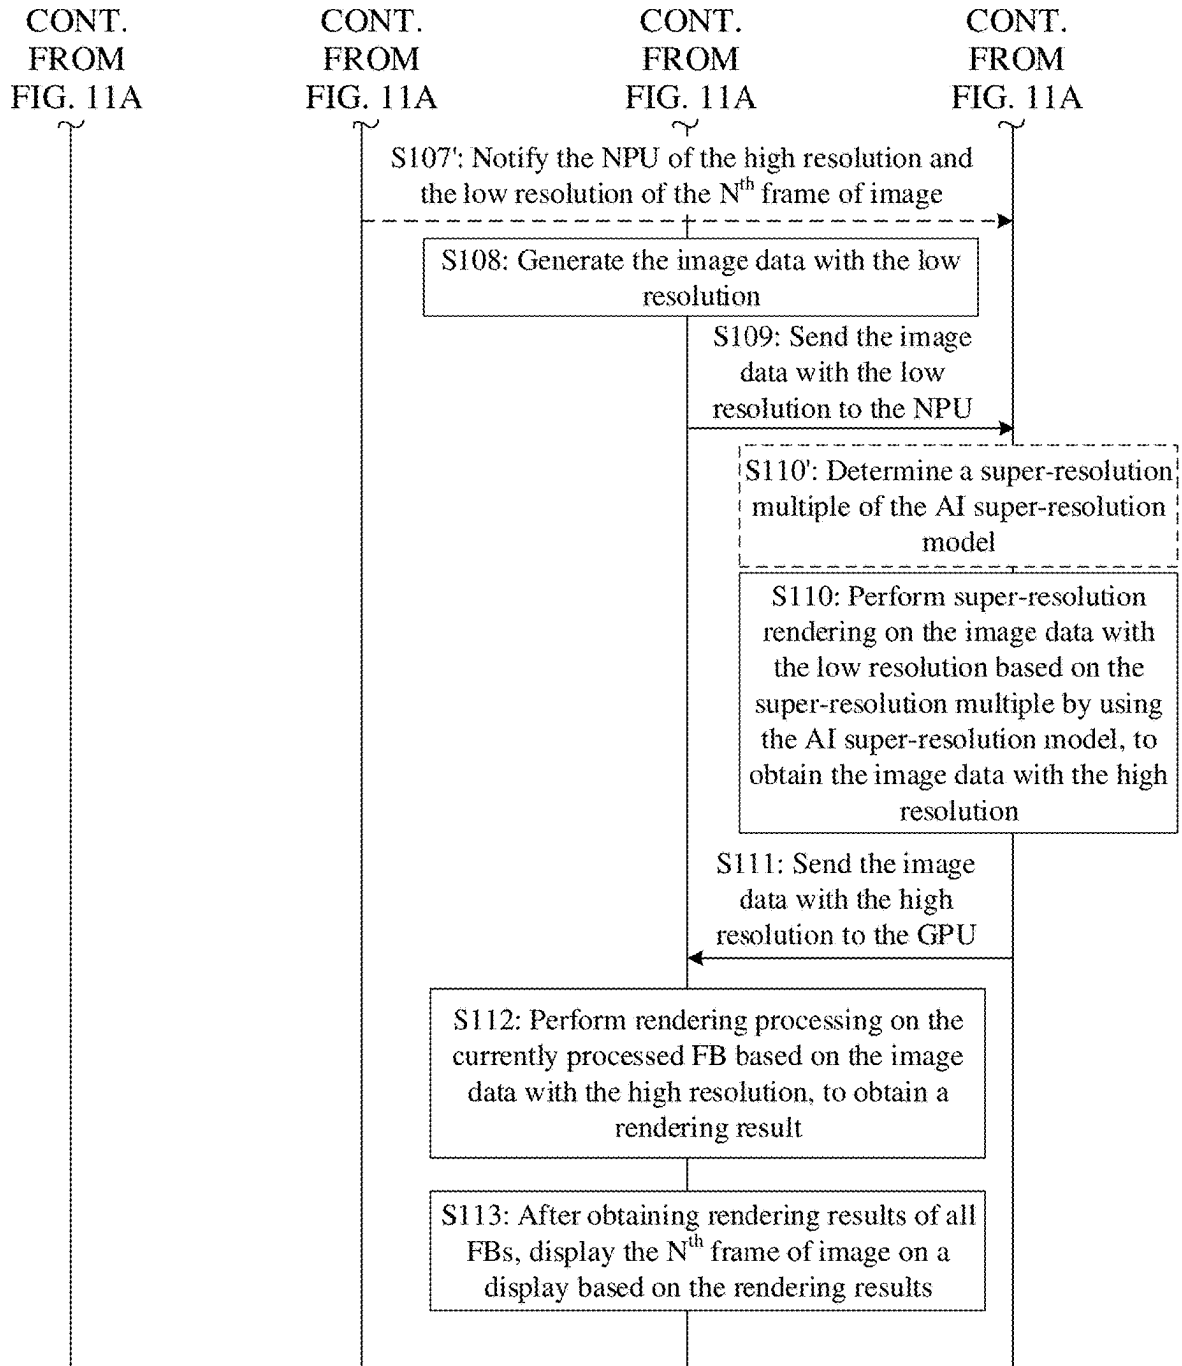 CONT.
FROM
FIG. 11A
CONT.
FROM
FIG. 11A
CONT.
FROM
FIG. 11A
CONT.
FROM
FIG. 11A
S107': Notify the NPU of the high resolution and
the low resolution of the Nth frame of image
S108: Generate the image data with the low
resolution
S109: Send the image
data with the low
resolution to the NPU
S110': Determine a super-resolution
multiple of the AI super-resolution
model
S110: Perform super-resolution
rendering on the image data with
the low resolution based on the
super-resolution multiple by using
the AI super-resolution model, to
obtain the image data with the high
resolution
S111: Send the image
data with the high
resolution to the GPU
S112: Perform rendering processing on the
currently processed FB based on the image
data with the high resolution, to obtain a
rendering result
S113: After obtaining rendering results of all
FBs, display the Nth frame of image on a
display based on the rendering results